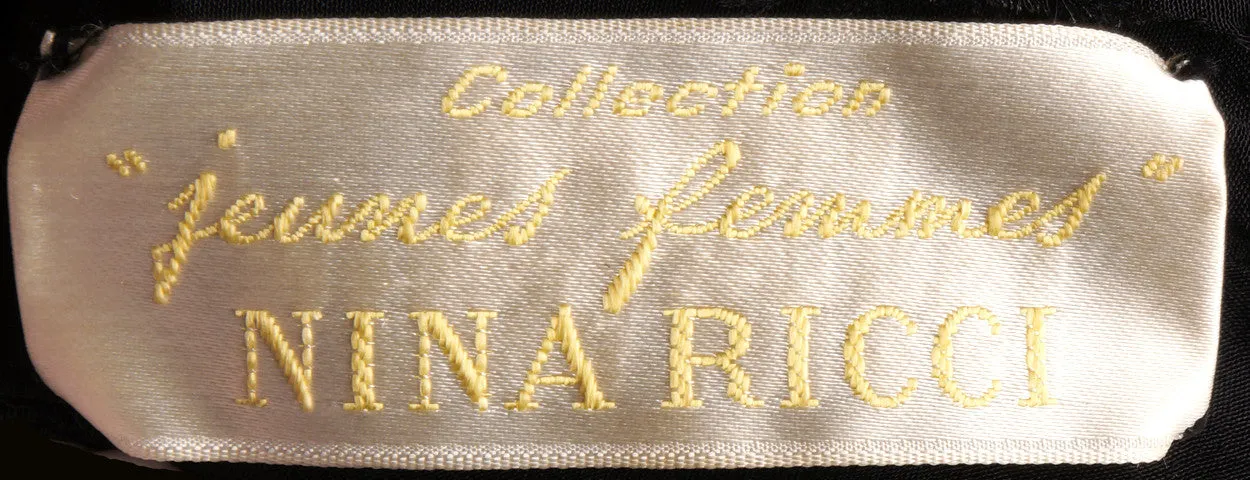 Collection
"jeunes femmes"
NINA RICCI